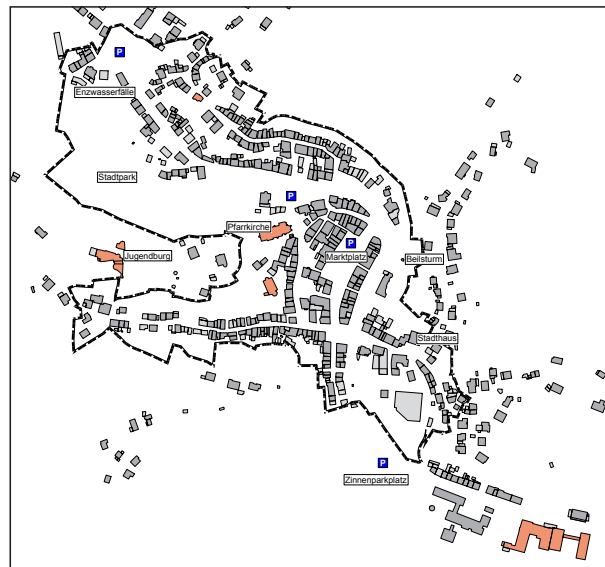 P
Enzwasserfälle
Stadtpark
P
Pfarrkirche
P
Jugendburg
Marktplatz
Beilsturm
Stadthaus
P
Zinnenparkplatz